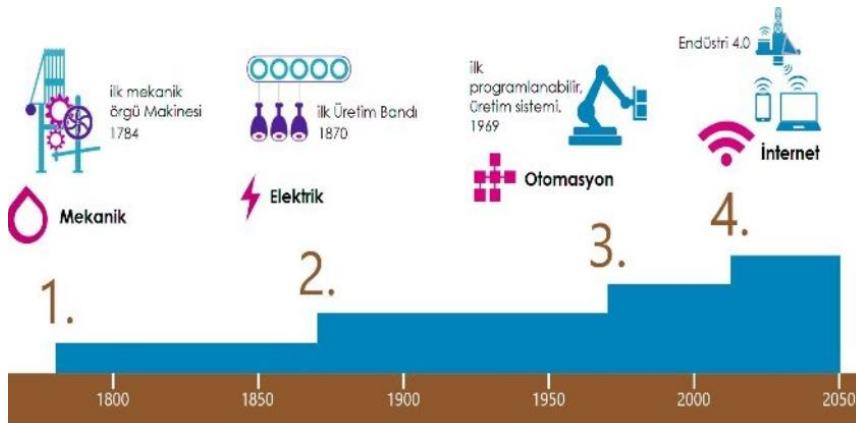 ilk mekanik
örgü Makinesi
1784
Mekanik
ilk Üretim Bandı
1870
Elektrik
ilk
programlanabilir,
üretim sistemi,
1969
Otomasyon
Endüstri 4.0
İnternet
1.
2.
3.
4.
1800
1850
1900
1950
2000
2050